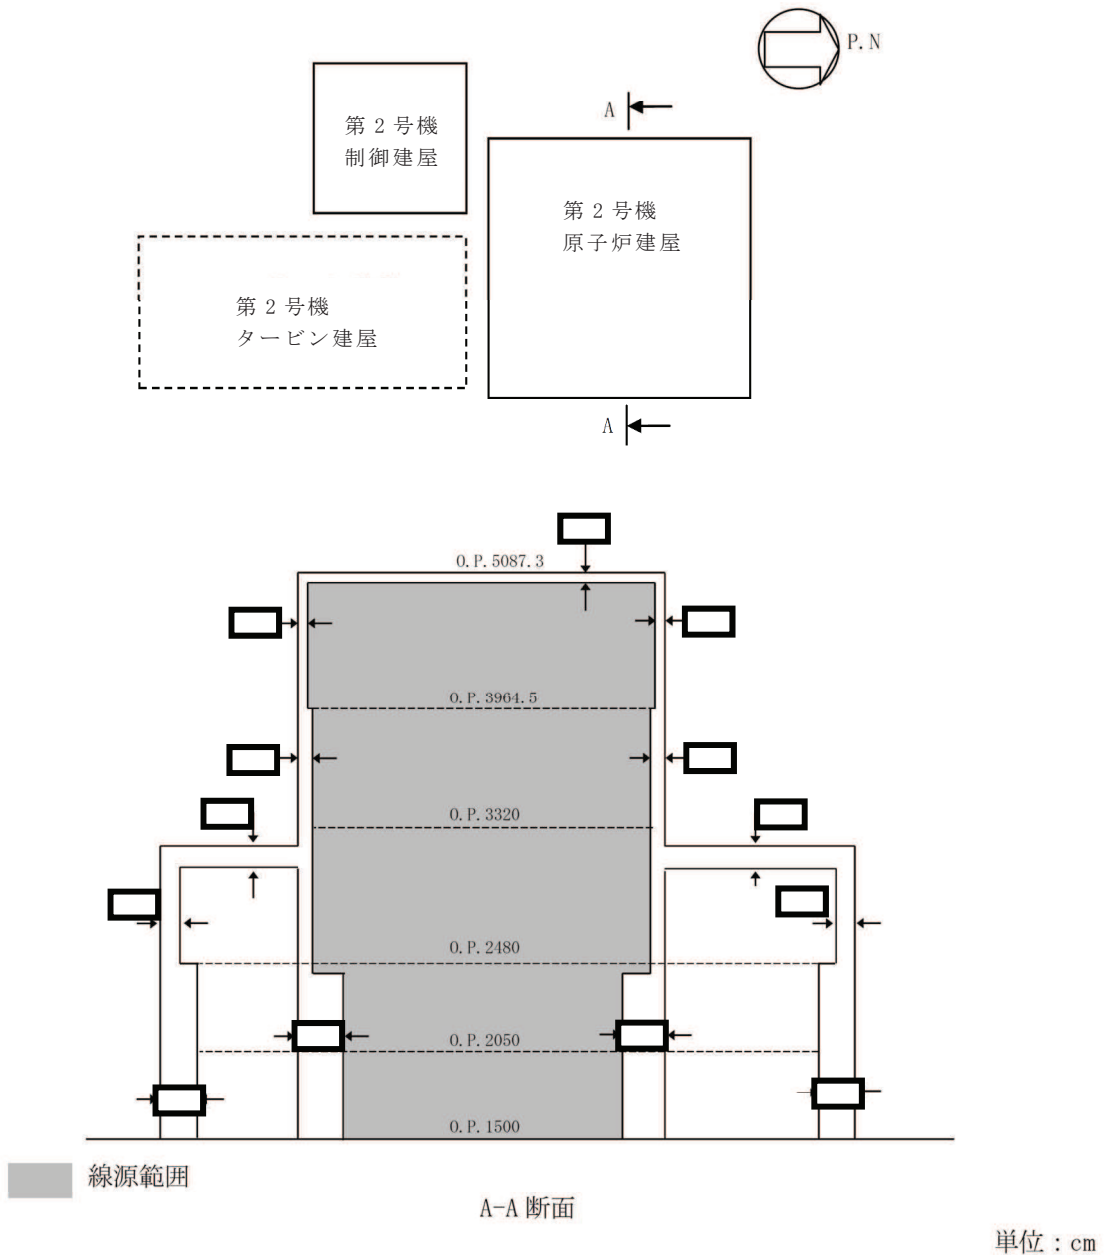 P.N
A
第2号機
制御建屋
第2号機
原子炉建屋
第2号機
タービン建屋
A
O.P.5087.3
O.P.3964.5
O.P.3320
O.P.2480
O.P.2050
O.P.1500
線源範囲
A-A 断面
単位:cm